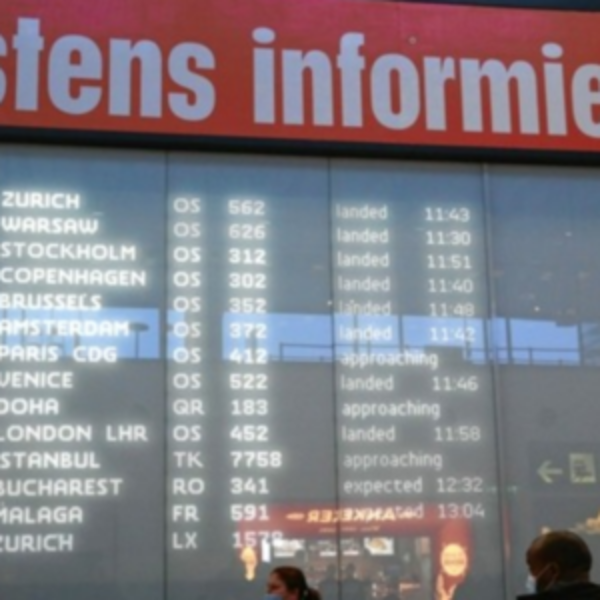 stens informie
ZURICH OS 562 landed 11:43
WARSAW OS 626 landed 11:30
STOCKHOLM OS 312 landed 11:51
COPENHAGEN OS 302 landed 11:40
BRUSSELS OS 352 landed 11:48
AMSTERDAM OS 372 landed 11:42
PARIS CDG OS 412 approaching
VENICE OS 522 landed 11:46
DOHA QR 183 approaching
LONDON LHR OS 452 landed 11:58
STANBUL TK 7758 approaching
BUCHAREST RO 341 expected 12:32
MALAGA FR 591 13:04
ZURICH LX